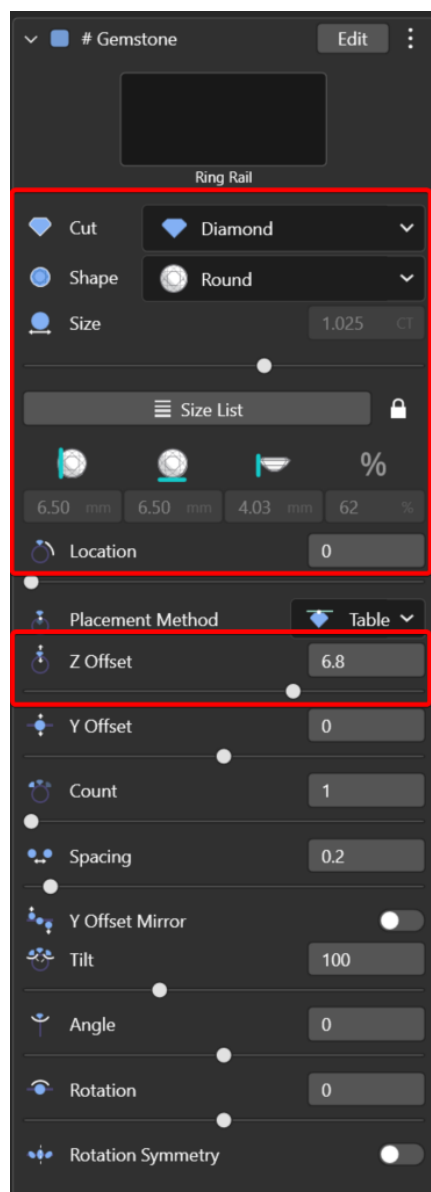 # Gemstone Edit
Ring Rail
Cut Diamond
Shape Round
Size 1.025 CT
Size List
%
6.50 mm 6.50 mm 4.03 mm 62 %
Location 0
Placement Method Table
Z Offset 6.8
Y Offset 0
Count 1
Spacing 0.2
Y Offset Mirror
Tilt 100
Angle 0
Rotation 0
Rotation Symmetry